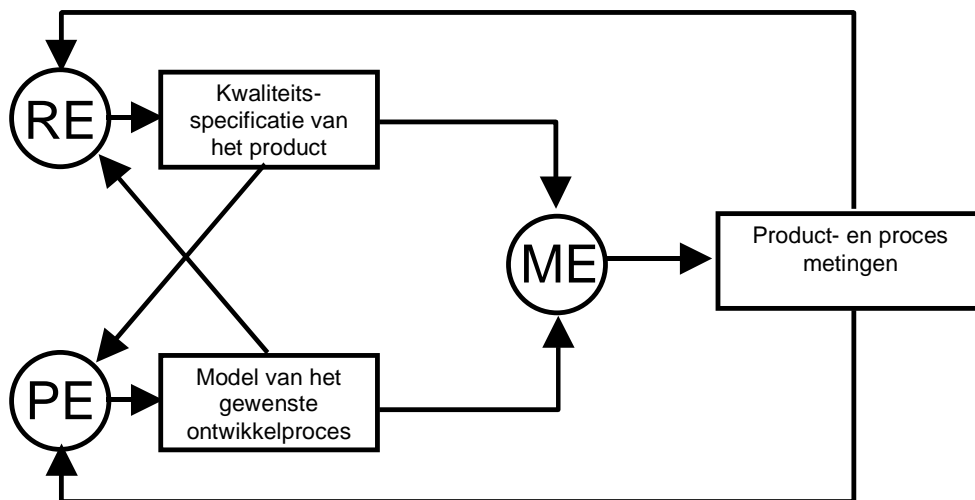 RE
Kwaliteits-
specificatie van
het product
ME
Product- en proces
metingen
PE
Model van het
gewenste
ontwikkelproces